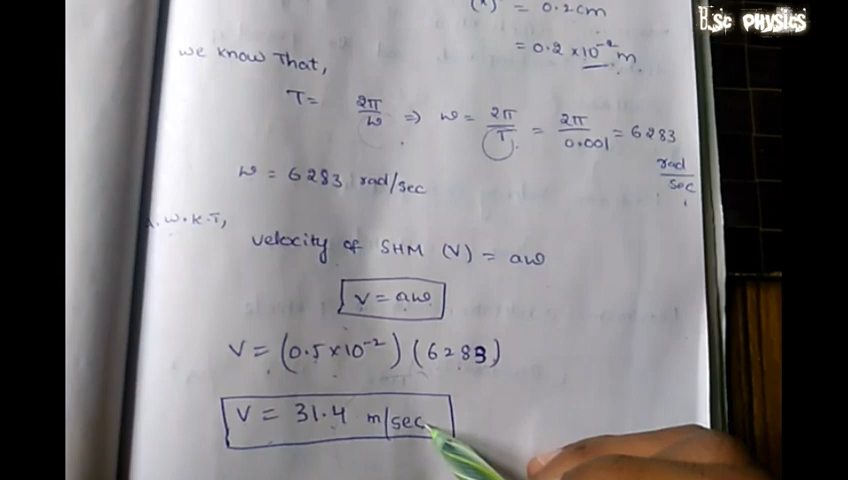 (x) = 0.2 cm
B.Sc PHYSICS
= 0.2 × 10⁻² m
we know That,
T = 2π/ω ⇒ ω = 2π/T = 2π/0.001 = 6283 rad/sec
ω = 6283 rad/sec
W.K.T,
velocity of SHM (V) = aω
V = aω
V = (0.5×10⁻²) (6283)
V = 31.4 m/sec